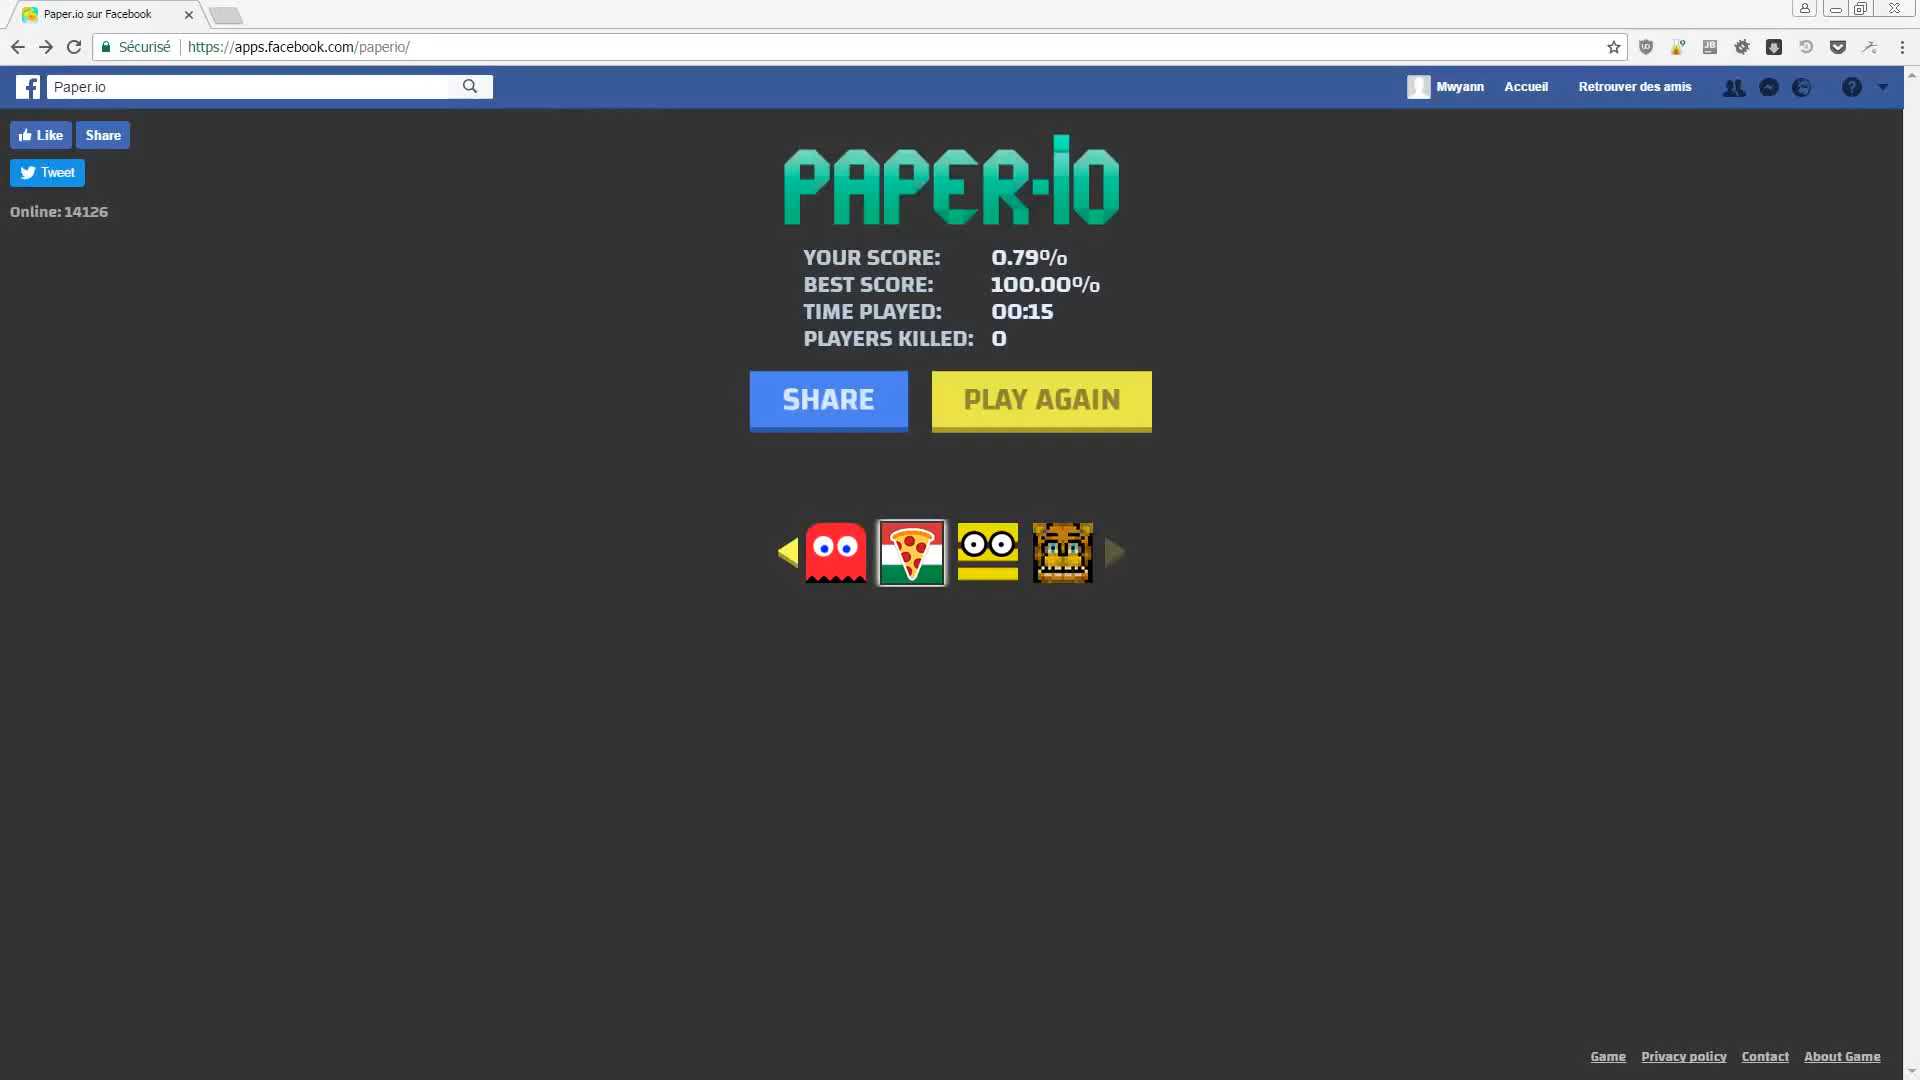 Paper.io sur Facebook
Sécurisé https://apps.facebook.com/paperio/
Paper.io
Mwyann Accueil Retrouver des amis
Like Share
Tweet
Online: 14126
PAPER.IO
YOUR SCORE: 0.79%
BEST SCORE: 100.00%
TIME PLAYED: 00:15
PLAYERS KILLED: 0
SHARE PLAY AGAIN
Game Privacy policy Contact About Game